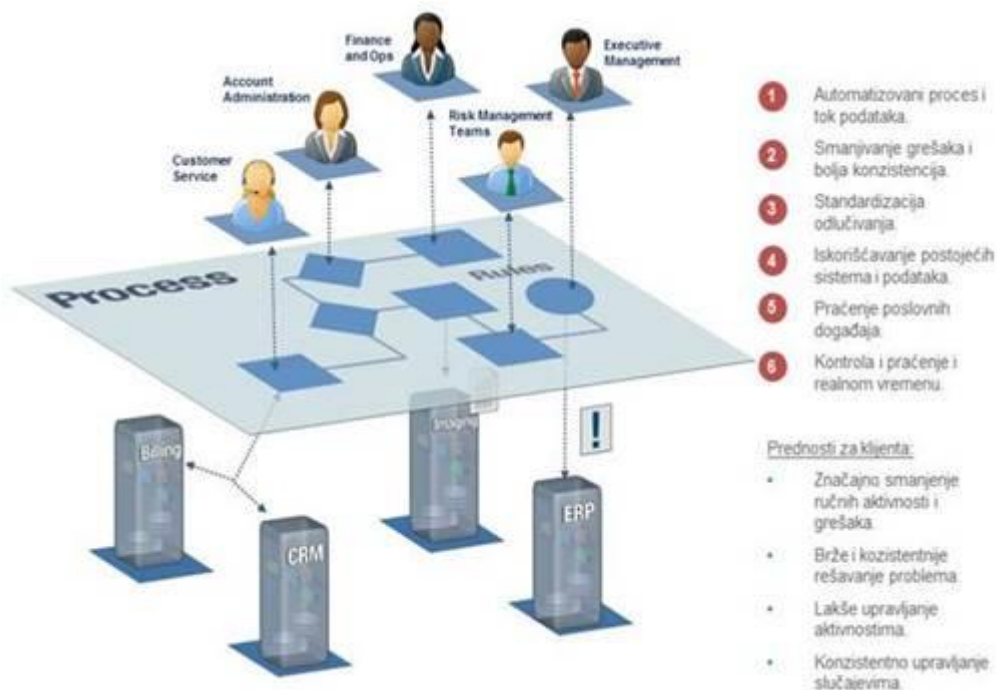 Finance
and Ops
Executive
Management
Account
Administration
Risk Management
Teams
Customer
Service
Process
Rules
Billing
CRM
Imaging
ERP
!
1 Automatizovani proces i
tok podataka.
2 Smanjivanje grešaka i
bolja konzistencija.
3 Standardizacija
odlučivanja.
4 Iskorišćavanje postojećih
sistema i podataka.
5 Praćenje poslovnih
događaja.
6 Kontrola i praćenje i
realnom vremenu.
Prednosti za klijenta:
• Značajno smanjenje
ručnih aktivnosti i
grešaka.
• Brže i kozistentnije
rešavanje problema.
• Lakše upravljanje
aktivnostima.
• Konzistentno upravljanje
slučajevima.